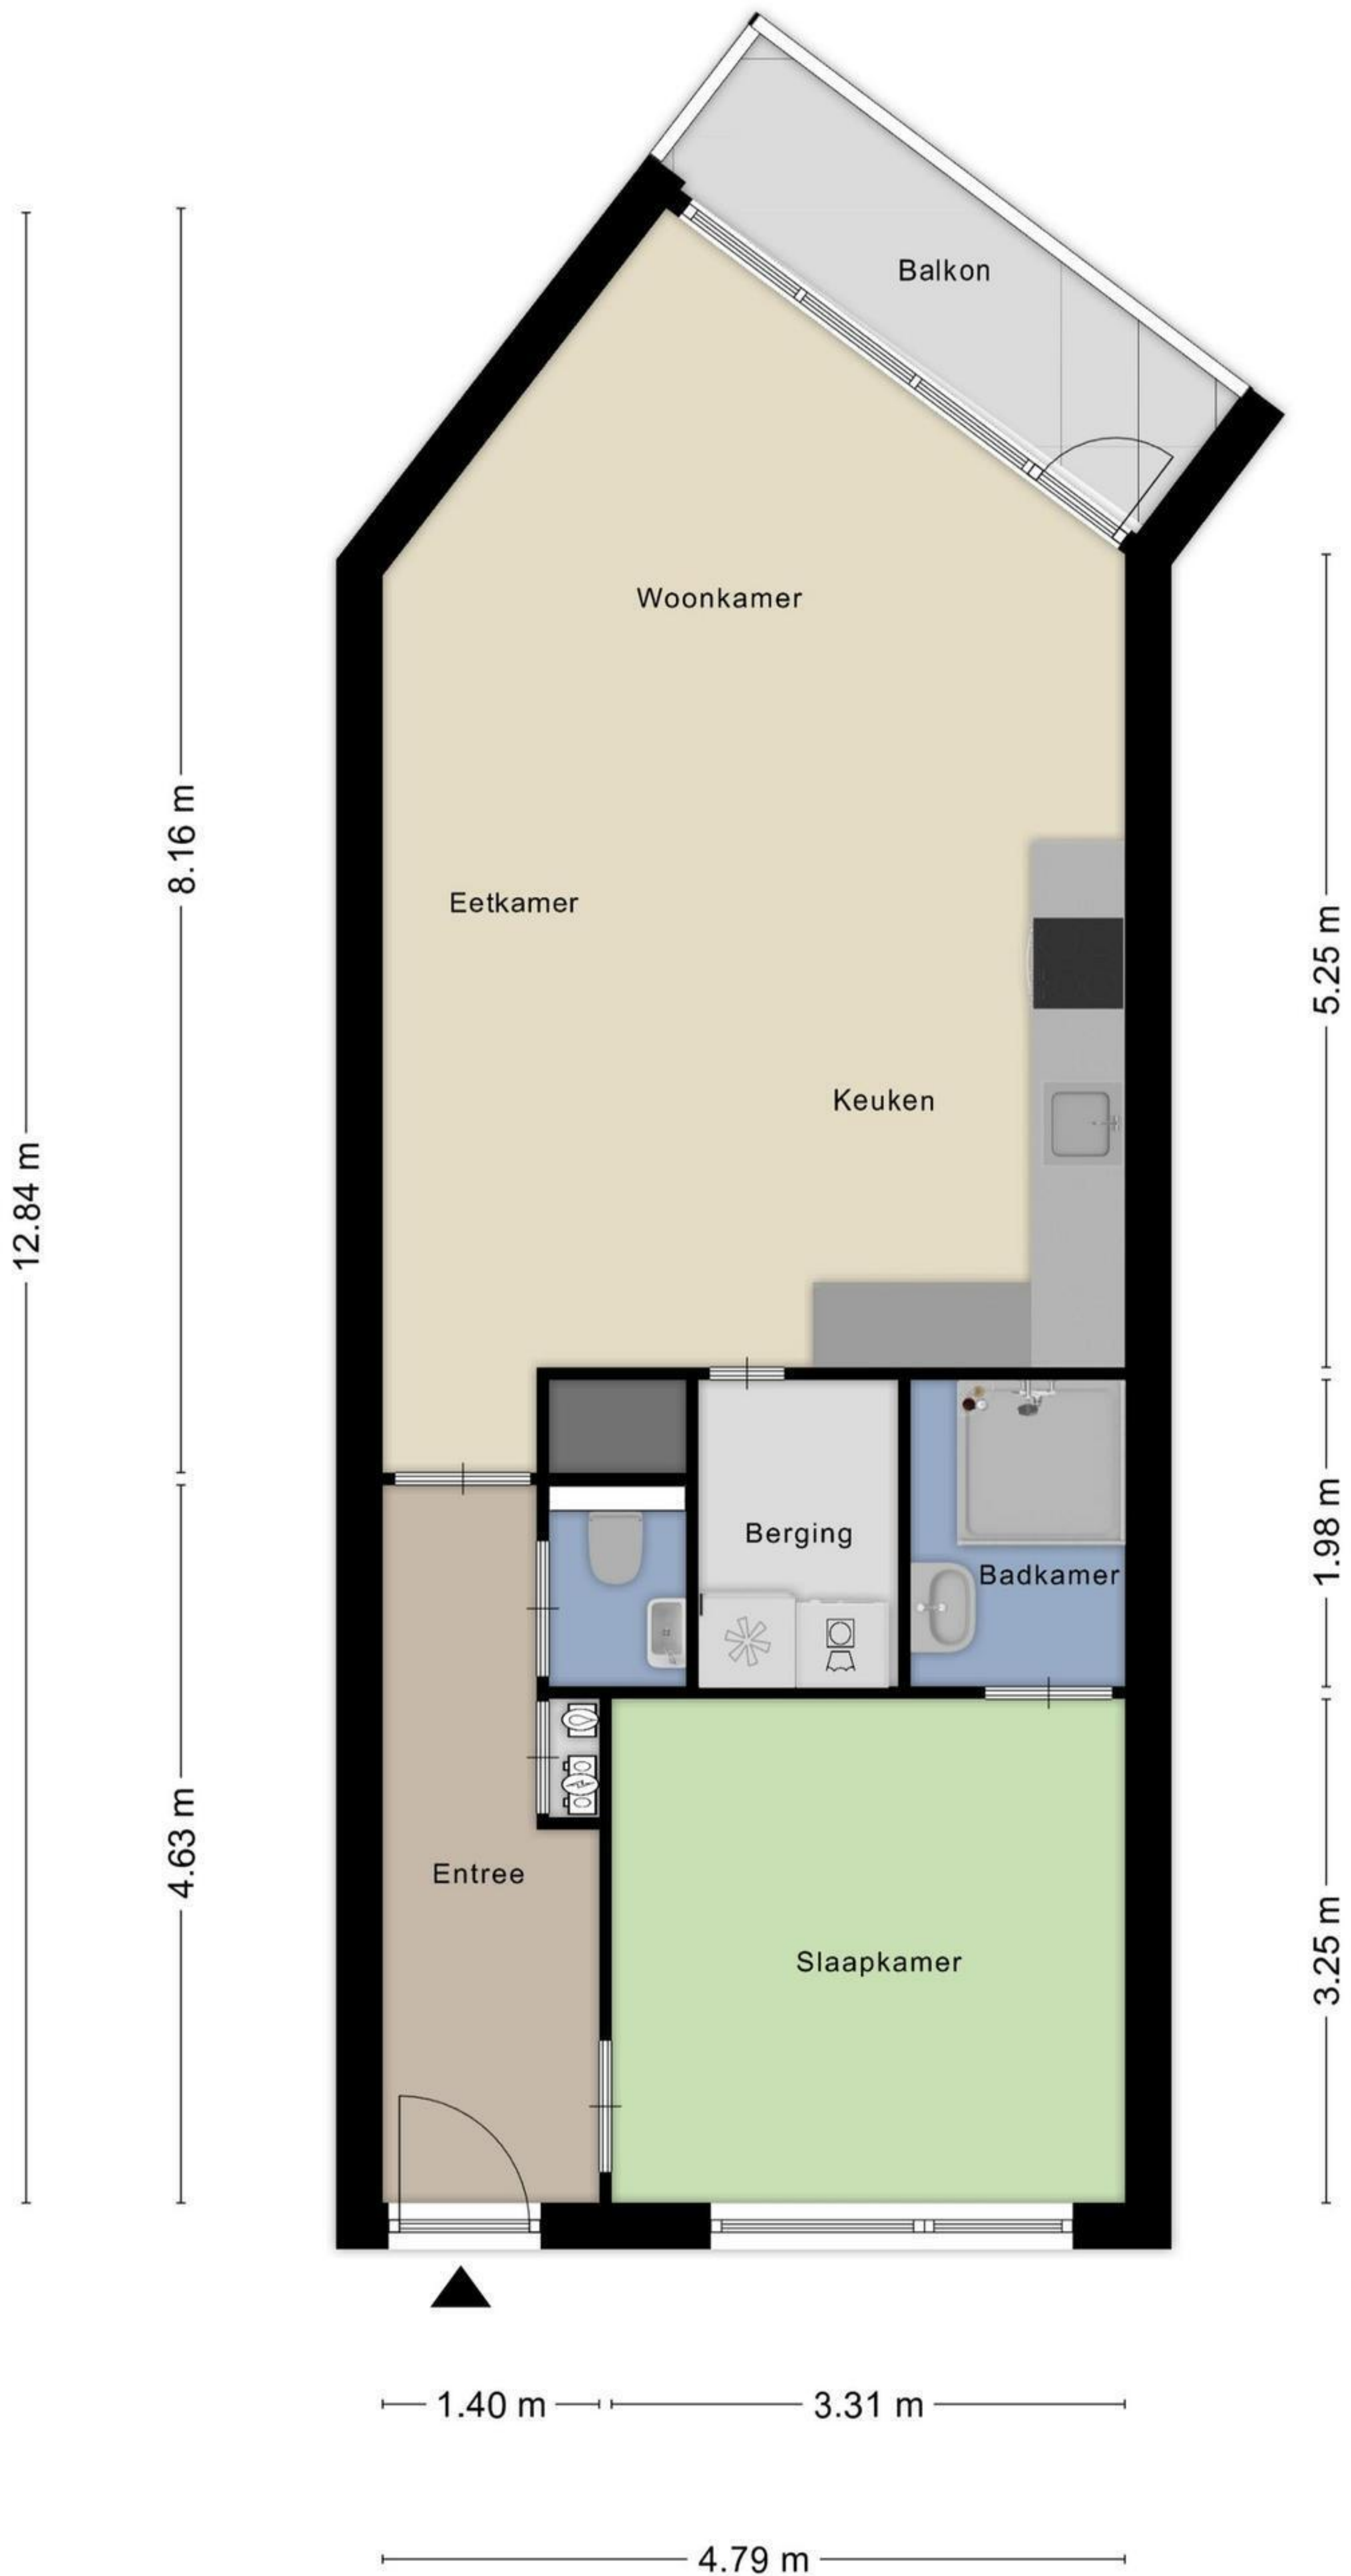 Balkon
Woonkamer
8.16 m
Eetkamer
5.25 m
Keuken
12.84 m
Berging
1.98 m
Badkamer
4.63 m
Entree
3.25 m
Slaapkamer
1.40 m
3.31 m
4.79 m